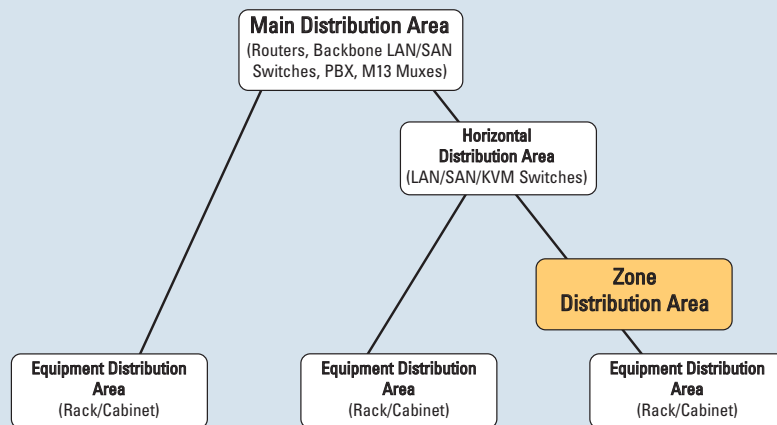 Main Distribution Area
(Routers, Backbone LAN/SAN
Switches, PBX, M13 Muxes)
Horizontal
Distribution Area
(LAN/SAN/KVM Switches)
Zone
Distribution Area
Equipment Distribution
Area
(Rack/Cabinet)
Equipment Distribution
Area
(Rack/Cabinet)
Equipment Distribution
Area
(Rack/Cabinet)